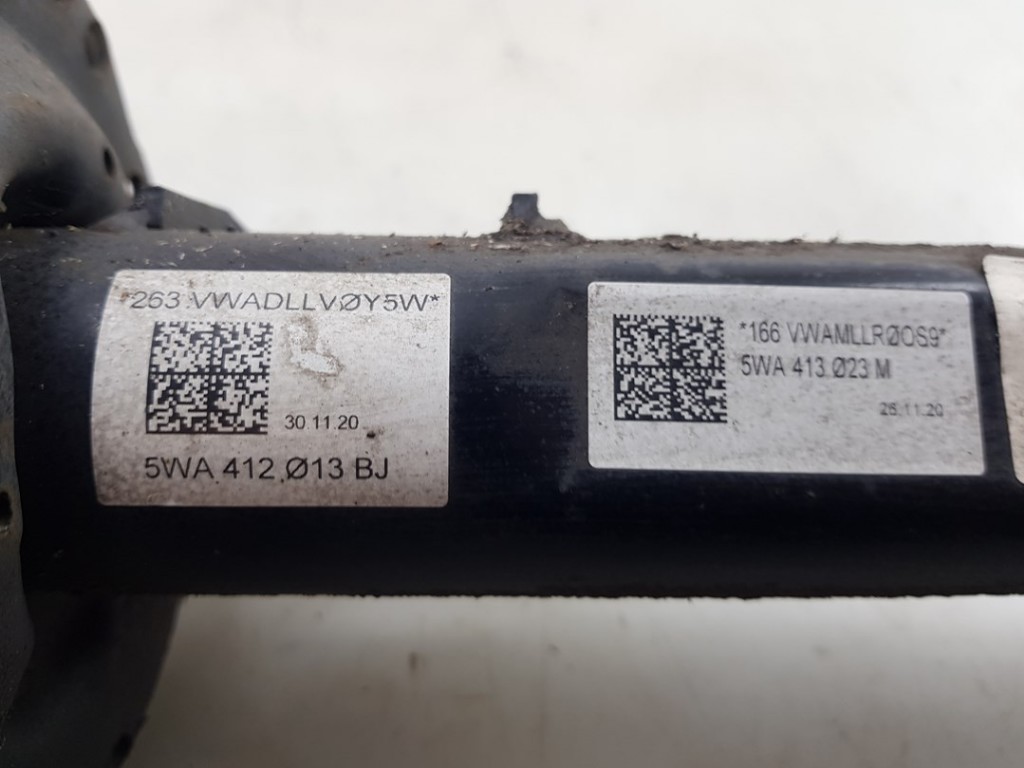 *263 VWADLLVØY5W*
30.11.20
5WA 412 Ø13 BJ
*166 VWAMLLRØOS9*
5WA 413 Ø23 M
26.11.20